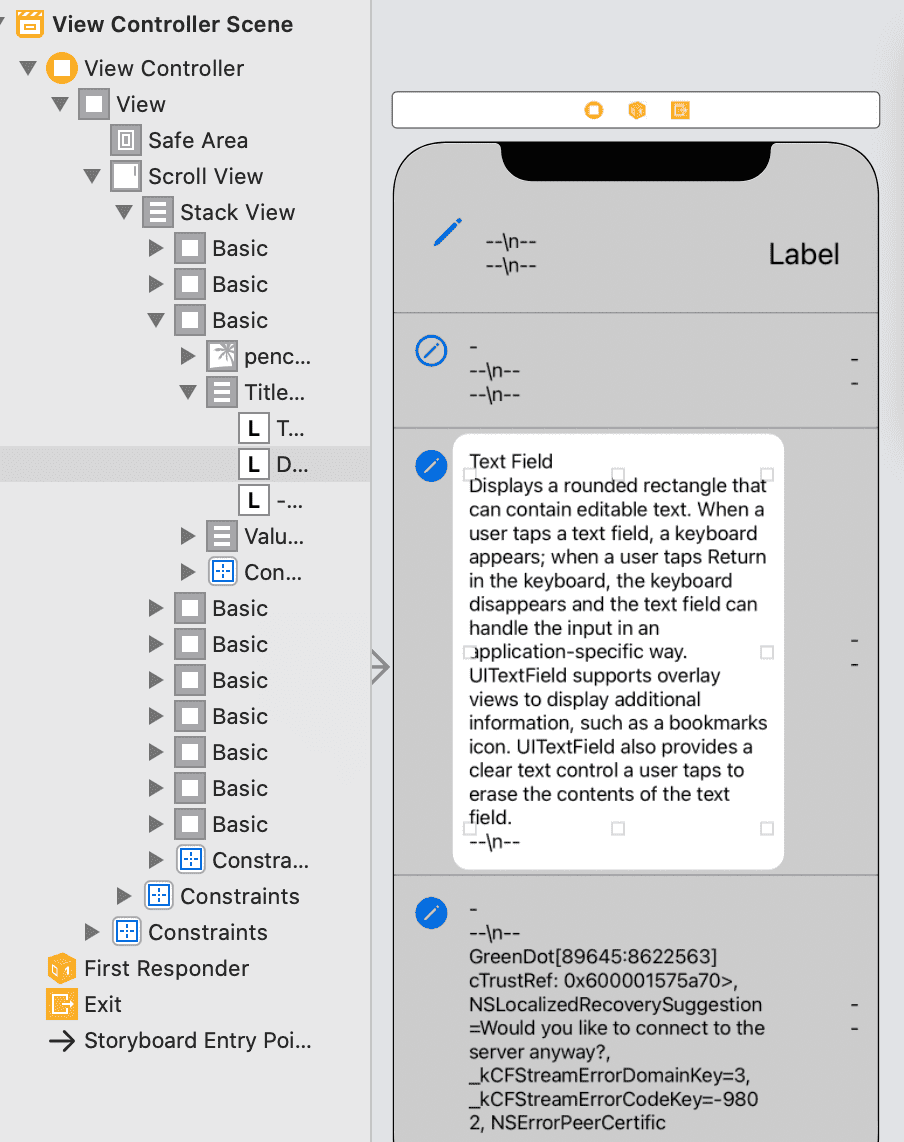 View Controller Scene
View Controller
View
Safe Area
Scroll View
Stack View
Basic
Basic
Basic
penc...
Title...
L T...
L D...
L -...
Valu...
Con...
Basic
Basic
Basic
Basic
Basic
Basic
Basic
Constra...
Constraints
Constraints
First Responder
Exit
Storyboard Entry Poi...
--\n--
--\n--
Label
-
--\n--
--\n--
-
-
Text Field
Displays a rounded rectangle that
can contain editable text. When a
user taps a text field, a keyboard
appears; when a user taps Return
in the keyboard, the keyboard
disappears and the text field can
handle the input in an
application-specific way.
UITextField supports overlay
views to display additional
information, such as a bookmarks
icon. UITextField also provides a
clear text control a user taps to
erase the contents of the text
field.
--\n--
-
-
-
--\n--
GreenDot[89645:8622563]
cTrustRef: 0x600001575a70>,
NSLocalizedRecoverySuggestion
=Would you like to connect to the
server anyway?,
_kCFStreamErrorDomainKey=3,
_kCFStreamErrorCodeKey=-980
2, NSErrorPeerCertific
-
-